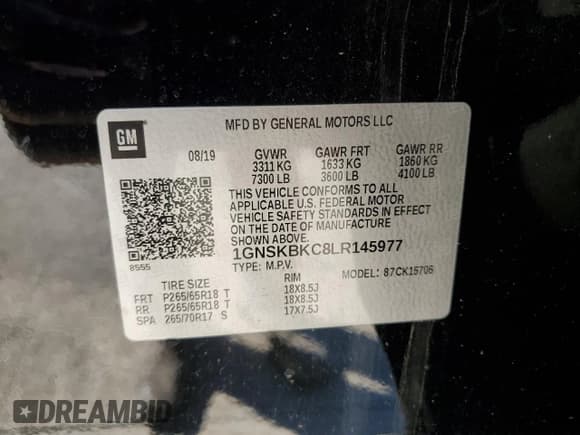 GM
MFD BY GENERAL MOTORS LLC
08/19 GVWR GAWR FRT GAWR RR
3311 KG 1633 KG 1860 KG
7300 LB 3600 LB 4100 LB
THIS VEHICLE CONFORMS TO ALL
APPLICABLE U.S. FEDERAL MOTOR
VEHICLE SAFETY STANDARDS IN EFFECT
ON THE DATE OF MANUFACTURE
SHOWN ABOVE.
8555
1GNSKBKC8LR145977
TYPE: M.P.V. MODEL: 87CK15706
TIRE SIZE RIM
FRT P265/65R18 T 18X8.5J
RR P265/65R18 T 18X8.5J
SPA 265/70R17 S 17X7.5J
DREAMBID